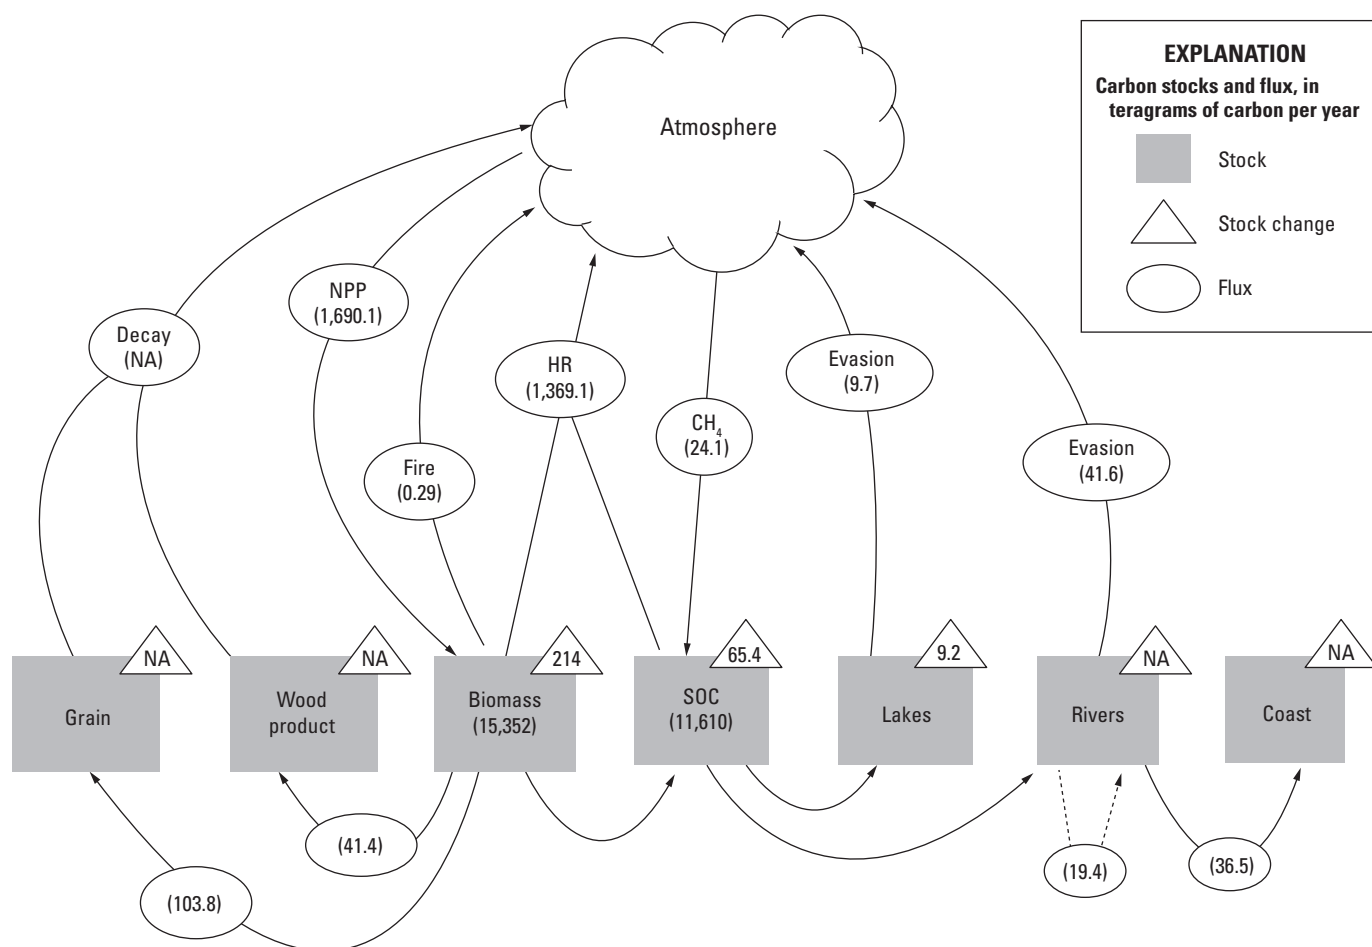 EXPLANATION
Carbon stocks and flux, in
teragrams of carbon per year
Stock
Stock change
Flux
Atmosphere
NPP
(1,690.1)
Decay
(NA)
HR
(1,369.1)
Evasion
(9.7)
CH₄
(24.1)
Evasion
(41.6)
Fire
(0.29)
NA
NA
214
65.4
9.2
NA
NA
Grain
Wood
product
Biomass
(15,352)
SOC
(11,610)
Lakes
Rivers
Coast
(41.4)
(103.8)
(19.4)
(36.5)